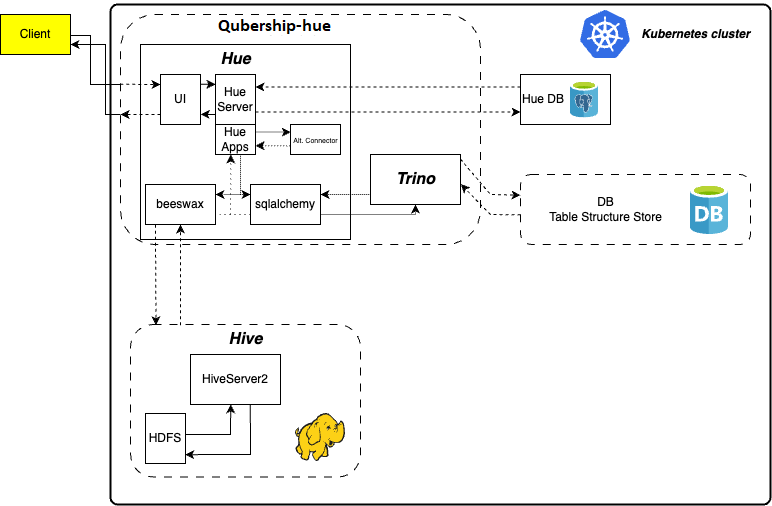 Client
Qubership-hue
Kubernetes cluster
Hue
UI
Hue
Server
Hue DB
Hue
Apps
Alt. Connector
Trino
beeswax
sqlalchemy
DB
Table Structure Store
DB
Hive
HiveServer2
HDFS